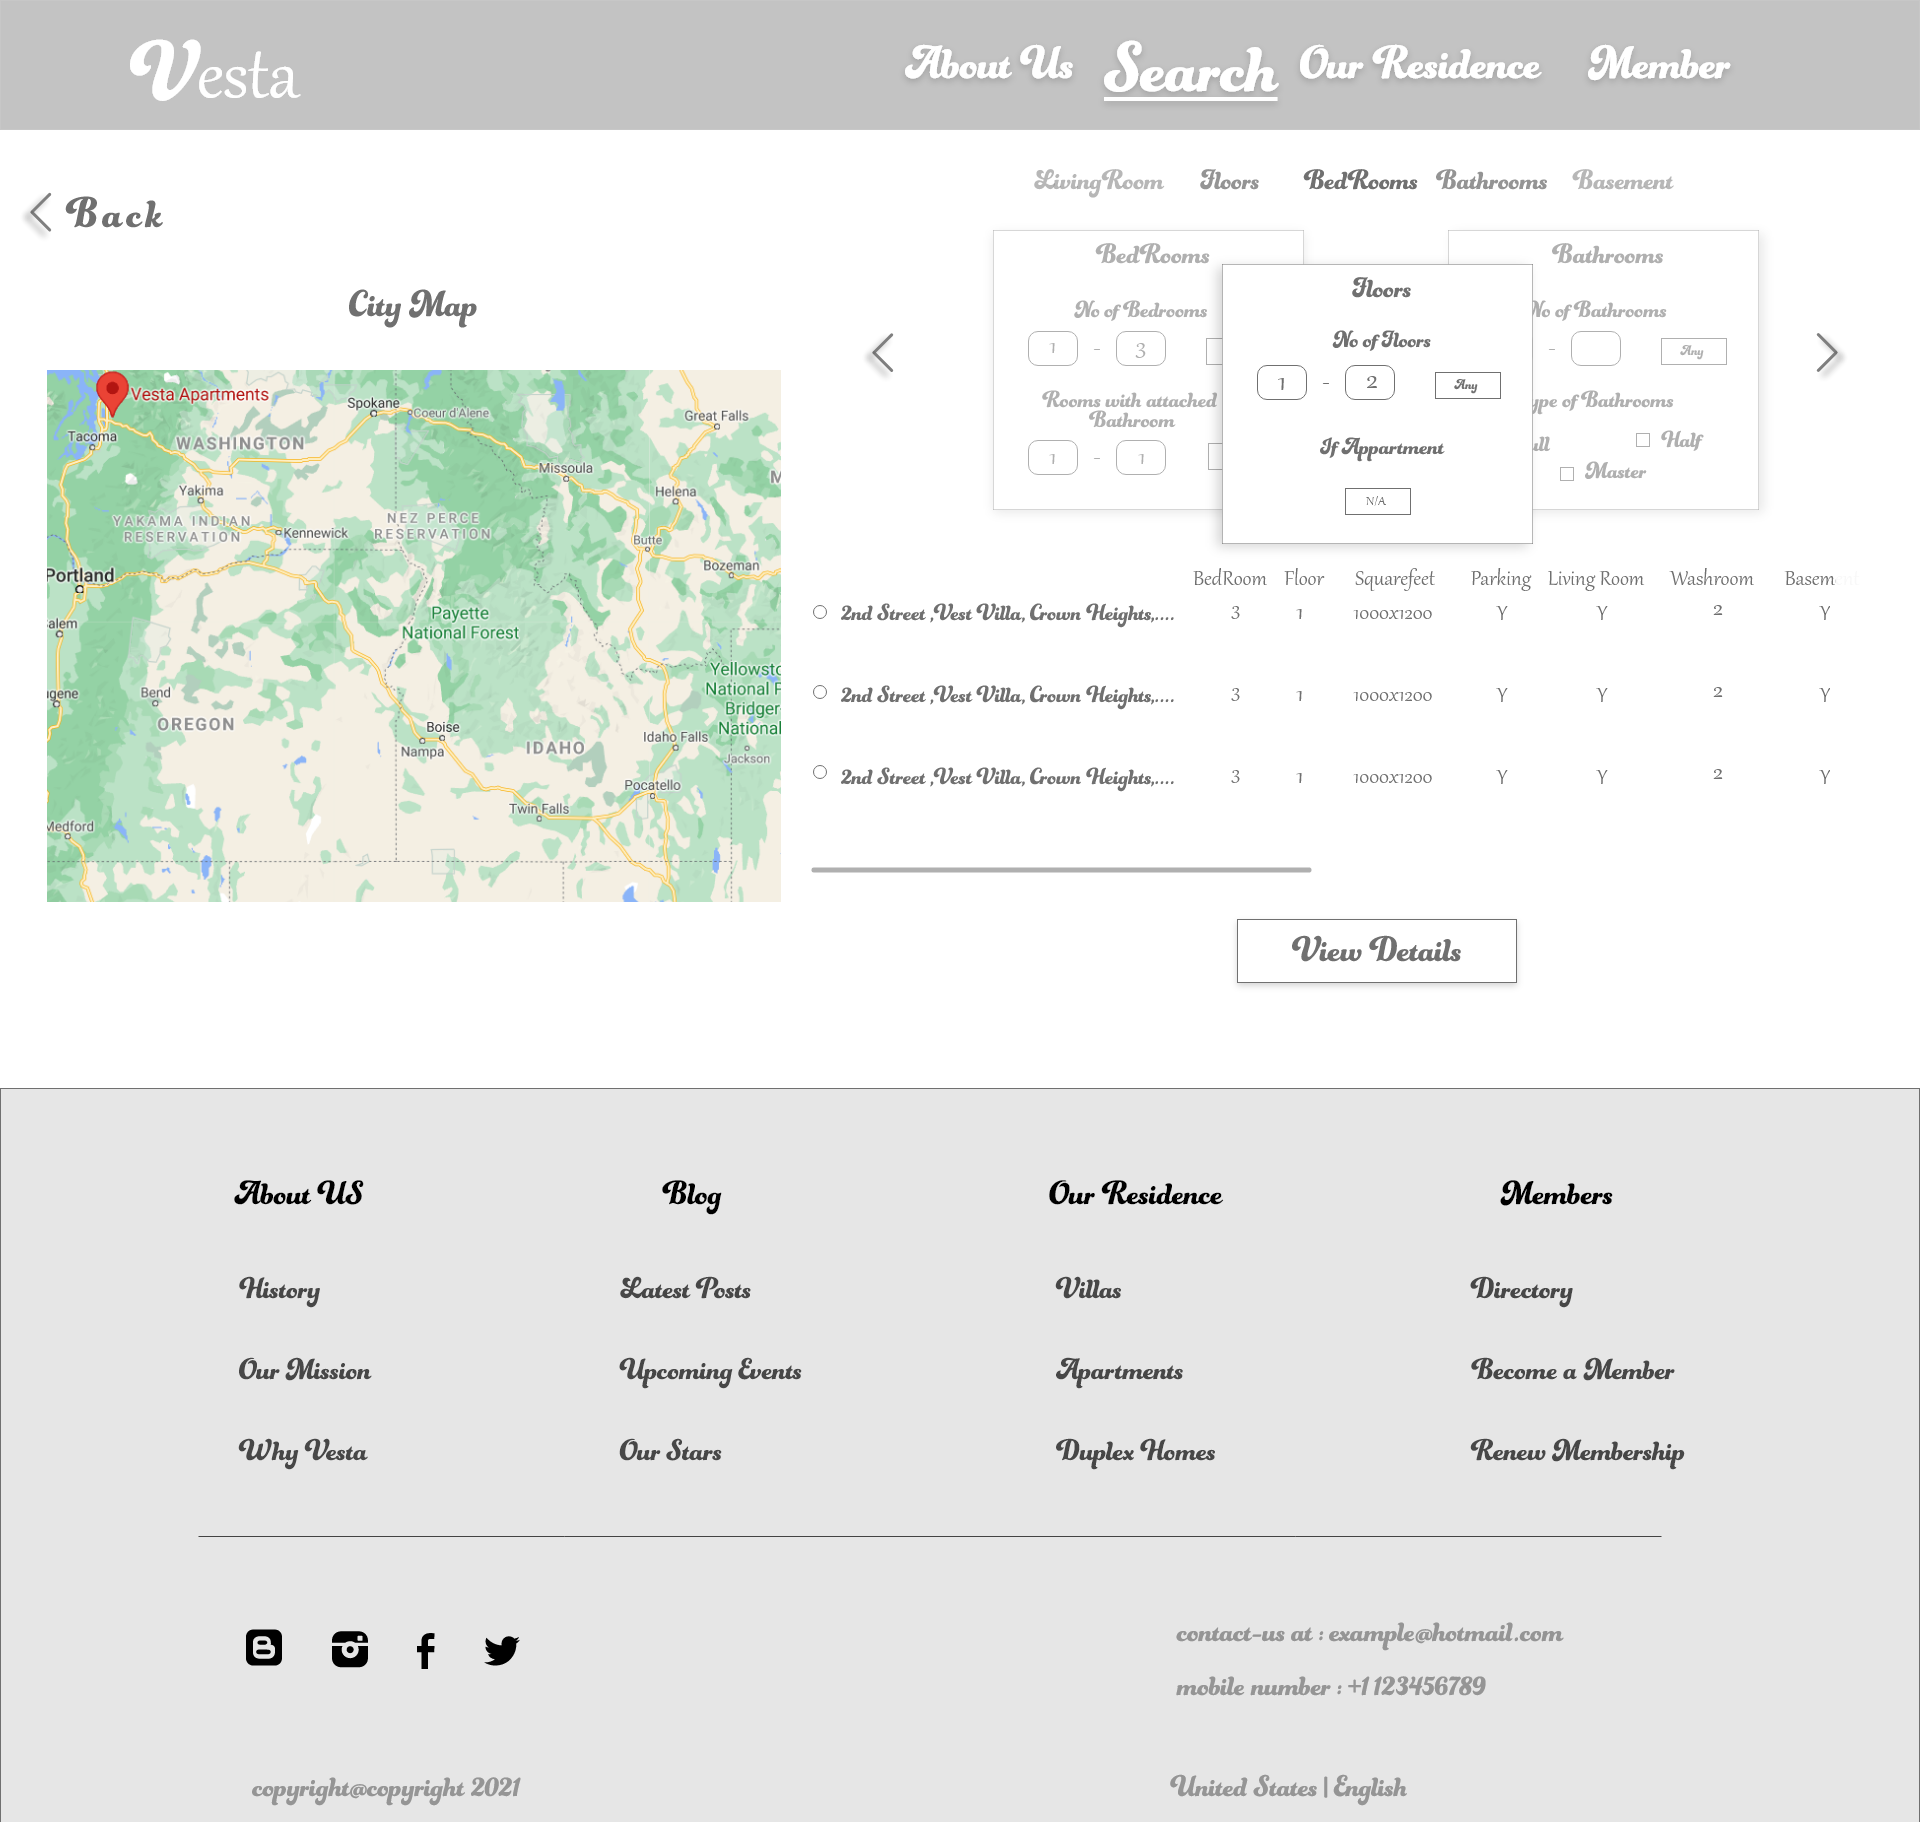 Vesta
About Us Search Our Residence Member
LivingRoom Floors BedRooms Bathrooms Basement
Back
City Map
BedRooms
No of Bedrooms
1 - 3
Rooms with attached
Bathroom
1 - 1
Floors
No of Floors
1 - 2 Any
If Appartment
N/A
Bathrooms
No of Bathrooms
- Any
ype of Bathrooms
ull Half
Master
Vesta Apartments
Spokane
Coeur d'Alene
Great Falls
Tacoma
WASHINGTON
Missoula
M
Yakima
Helena
YAKAMA INDIAN
RESERVATION
NEZ PERCE
RESERVATION
Kennewick
Butte
Portland
Bozeman
alem
Payette
National Forest
Yellowsto
National P
Bridger-
National
ugene
Bend
OREGON
Boise
Nampa
IDAHO
Idaho Falls
Jackson
Pocatello
Twin Falls
Medford
BedRoom Floor Squarefeet Parking Living Room Washroom Basement
2nd Street ,Vest Villa, Crown Heights,.... 3 1 1000x1200 Y Y 2 Y
2nd Street ,Vest Villa, Crown Heights,.... 3 1 1000x1200 Y Y 2 Y
2nd Street ,Vest Villa, Crown Heights,.... 3 1 1000x1200 Y Y 2 Y
View Details
About US Blog Our Residence Members
History Latest Posts Villas Directory
Our Mission Upcoming Events Apartments Become a Member
Why Vesta Our Stars Duplex Homes Renew Membership
contact-us at : example@hotmail.com
mobile number : +1 123456789
copyright@copyright 2021 United States | English